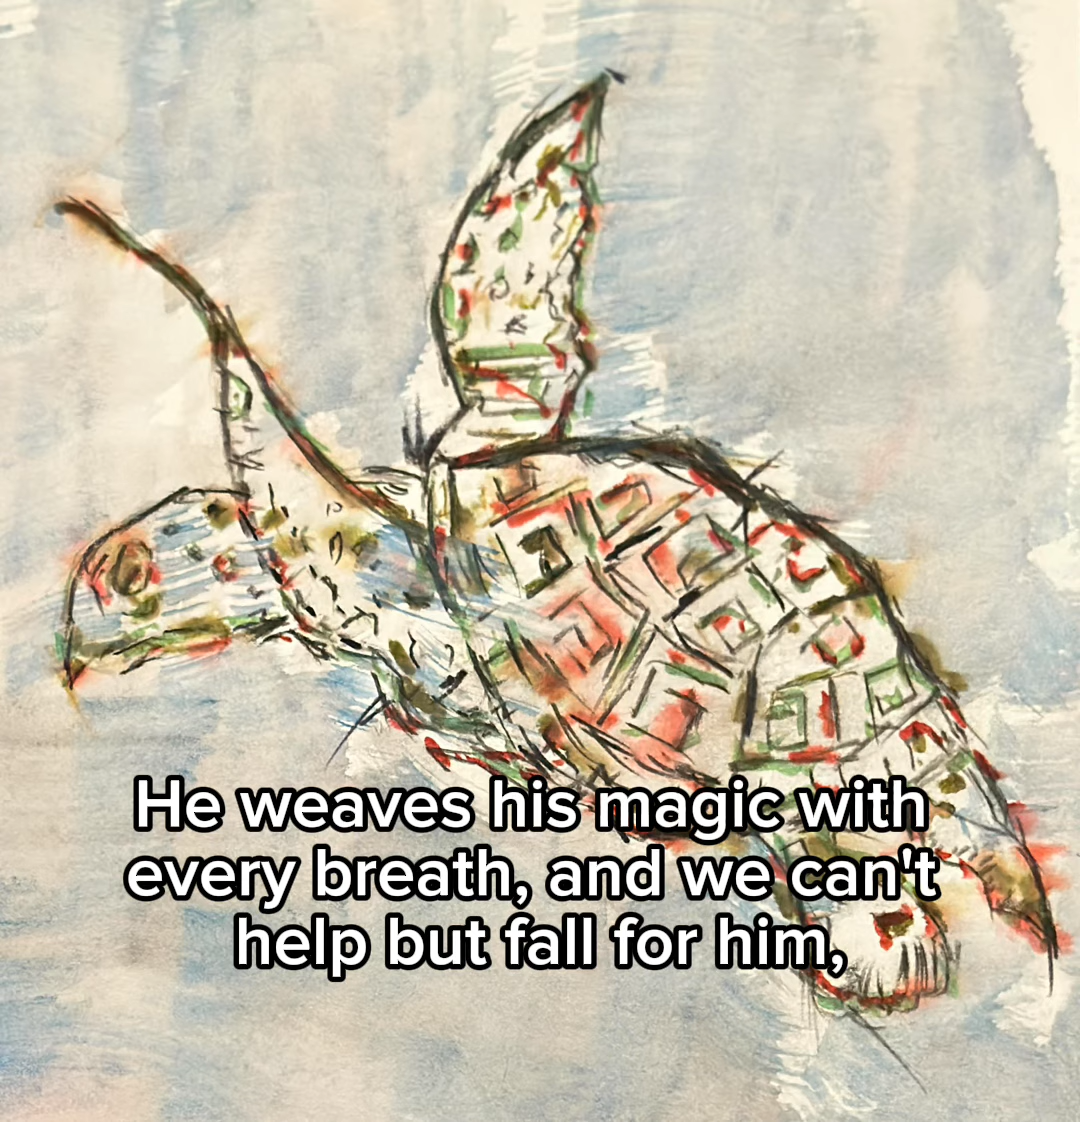 He weaves his magic with
every breath, and we can't
help but fall for him,